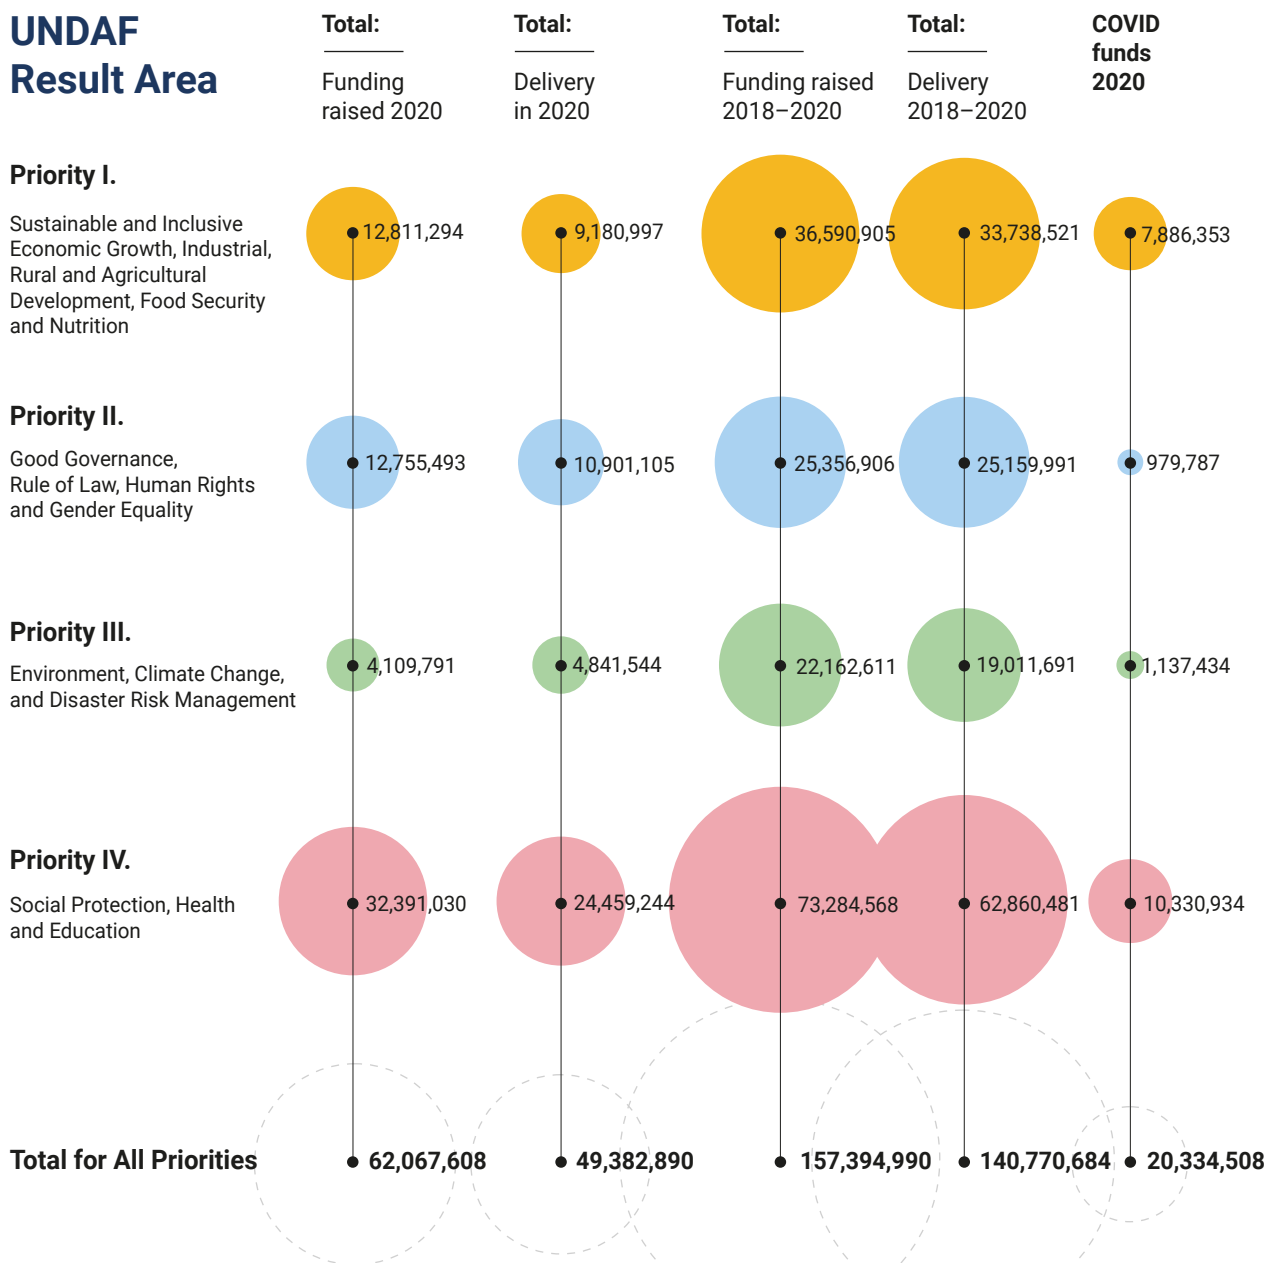 UNDAF
Result Area
Total:
Funding
raised 2020
Total:
Delivery
in 2020
Total:
Funding raised
2018–2020
Total:
Delivery
2018–2020
COVID
funds
2020
Priority I.
Sustainable and Inclusive
Economic Growth, Industrial,
Rural and Agricultural
Development, Food Security
and Nutrition
12,811,294
9,180,997
36,590,905
33,738,521
7,886,353
Priority II.
Good Governance,
Rule of Law, Human Rights
and Gender Equality
12,755,493
10,901,105
25,356,906
25,159,991
979,787
Priority III.
Environment, Climate Change,
and Disaster Risk Management
4,109,791
4,841,544
22,162,611
19,011,691
1,137,434
Priority IV.
Social Protection, Health
and Education
32,391,030
24,459,244
73,284,568
62,860,481
10,330,934
Total for All Priorities
62,067,608
49,382,890
157,394,990
140,770,684
20,334,508